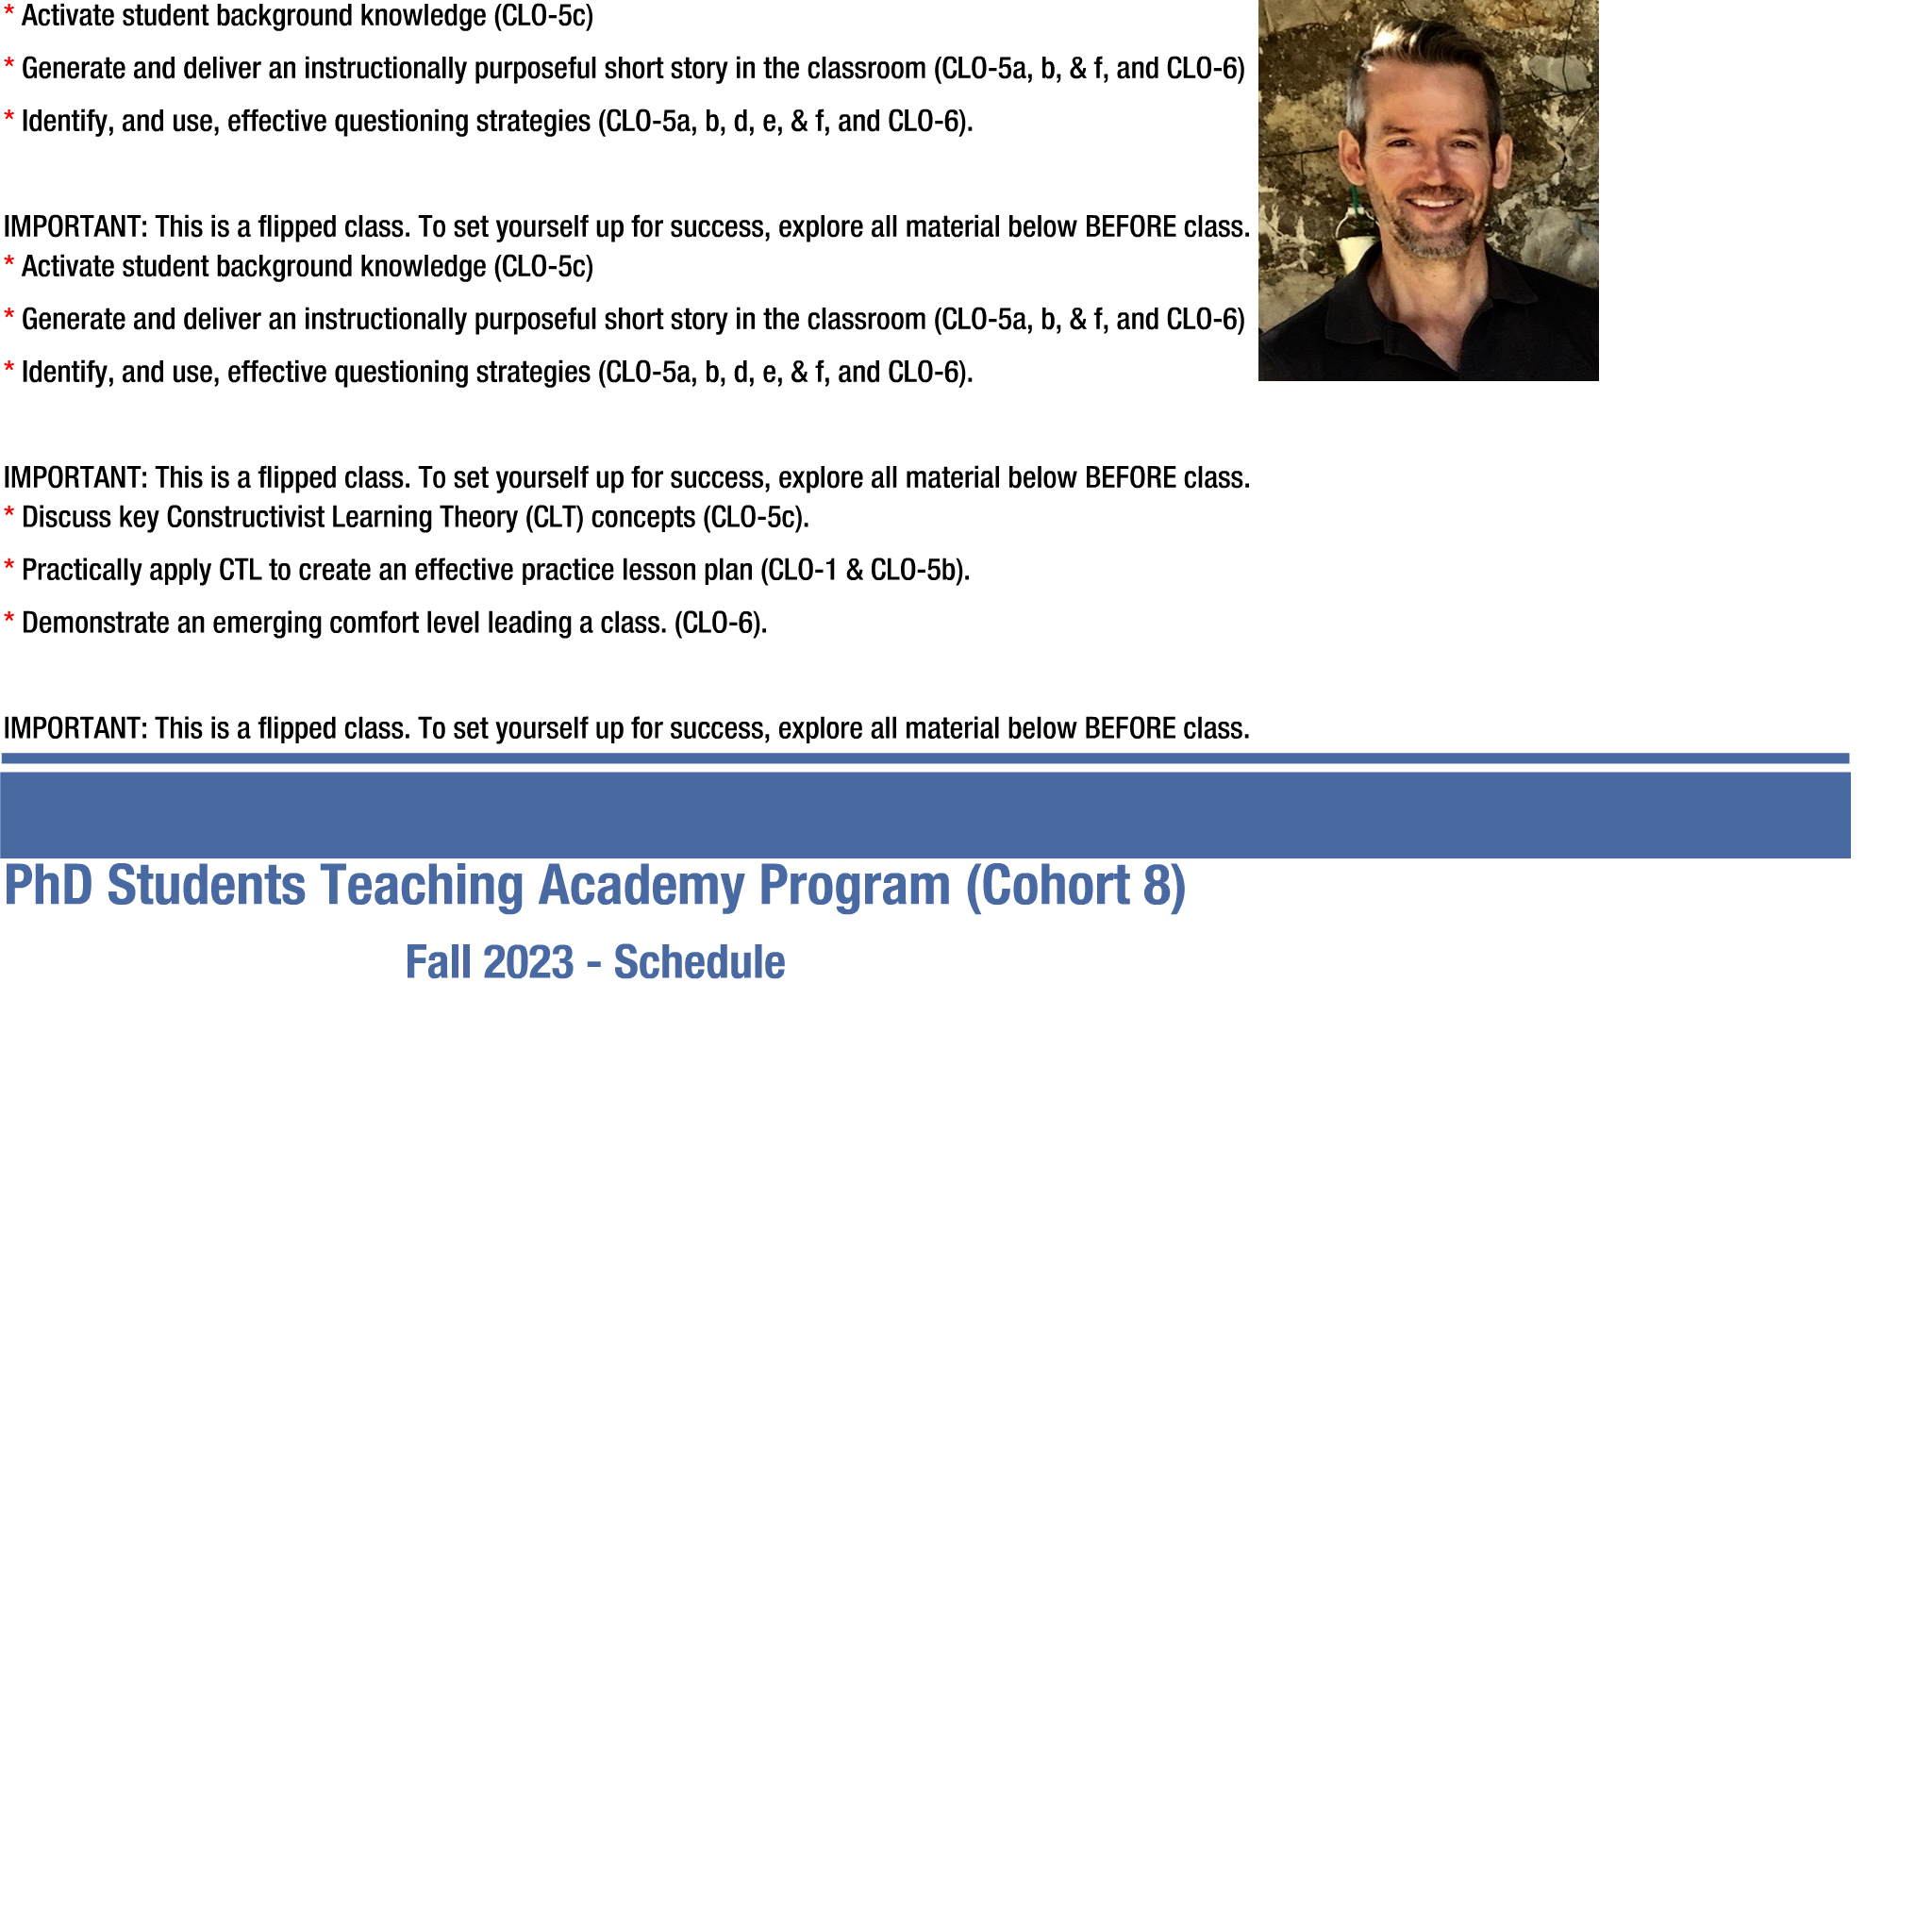 * Activate student background knowledge (CLO-5c)
* Generate and deliver an instructionally purposeful short story in the classroom (CLO-5a, b, & f, and CLO-6)
* Identify, and use, effective questioning strategies (CLO-5a, b, d, e, & f, and CLO-6).
IMPORTANT: This is a flipped class. To set yourself up for success, explore all material below BEFORE class.
* Activate student background knowledge (CLO-5c)
* Generate and deliver an instructionally purposeful short story in the classroom (CLO-5a, b, & f, and CLO-6)
* Identify, and use, effective questioning strategies (CLO-5a, b, d, e, & f, and CLO-6).
IMPORTANT: This is a flipped class. To set yourself up for success, explore all material below BEFORE class.
* Discuss key Constructivist Learning Theory (CLT) concepts (CLO-5c).
* Practically apply CTL to create an effective practice lesson plan (CLO-1 & CLO-5b).
* Demonstrate an emerging comfort level leading a class. (CLO-6).
IMPORTANT: This is a flipped class. To set yourself up for success, explore all material below BEFORE class.
PhD Students Teaching Academy Program (Cohort 8)
Fall 2023 - Schedule